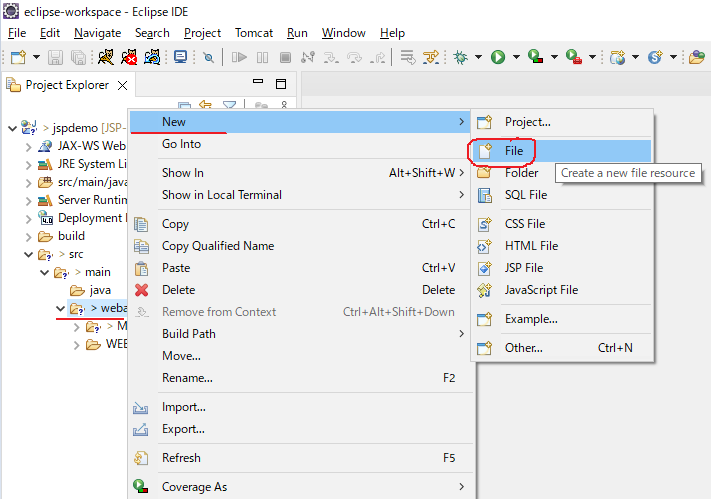 eclipse-workspace - Eclipse IDE
File Edit Navigate Search Project Tomcat Run Window Help
Project Explorer
jspdemo [JSP-
JAX-WS Web
JRE System Li
src/main/java
Server Runtim
Deployment
build
> src
> main
java
> weba
> M
WEB
New
Go Into
Show In Alt+Shift+W >
Show in Local Terminal
Copy Ctrl+C
Copy Qualified Name
Paste Ctrl+V
Delete Delete
Remove from Context Ctrl+Alt+Shift+Down
Build Path
Move...
Rename... F2
Import...
Export...
Refresh F5
Coverage As
Project...
File
Folder
Create a new file resource
SQL File
CSS File
HTML File
JSP File
JavaScript File
Example...
Other... Ctrl+N